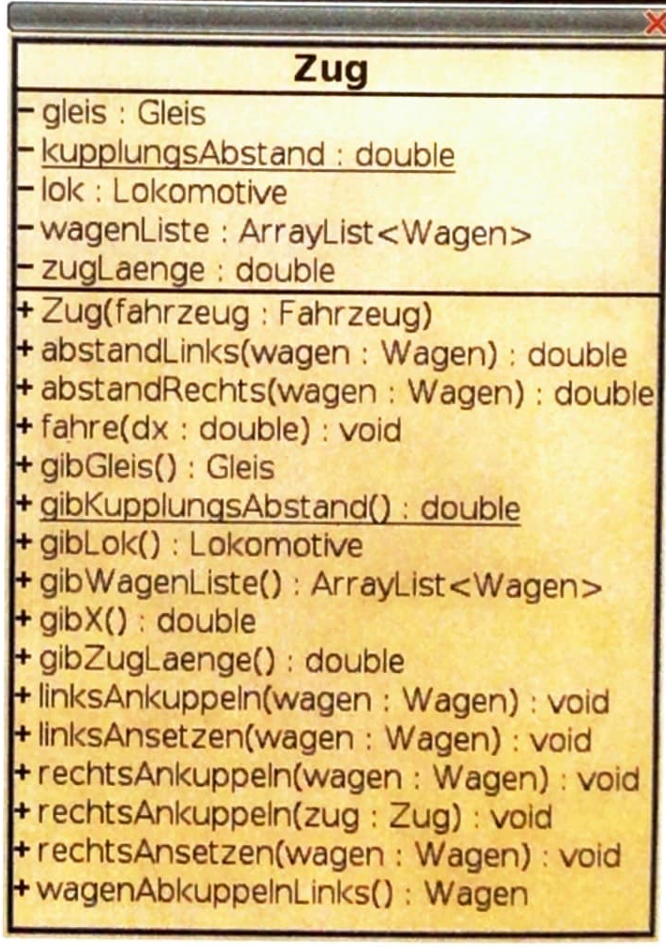 Zug
- gleis : Gleis
- kupplungsAbstand : double
- lok : Lokomotive
- wagenListe : ArrayList<Wagen>
- zugLaenge : double
+ Zug(fahrzeug : Fahrzeug)
+ abstandLinks(wagen : Wagen) : double
+ abstandRechts(wagen : Wagen) : double
+ fahre(dx : double) : void
+ gibGleis() : Gleis
+ gibKupplungsAbstand() : double
+ gibLok() : Lokomotive
+ gibWagenListe() : ArrayList<Wagen>
+ gibX() : double
+ gibZugLaenge() : double
+ linksAnkuppeln(wagen : Wagen) : void
+ linksAnsetzen(wagen : Wagen) : void
+ rechtsAnkuppeln(wagen : Wagen) : void
+ rechtsAnkuppeln(zug : Zug) : void
+ rechtsAnsetzen(wagen : Wagen) : void
+ wagenAbkuppelnLinks() : Wagen